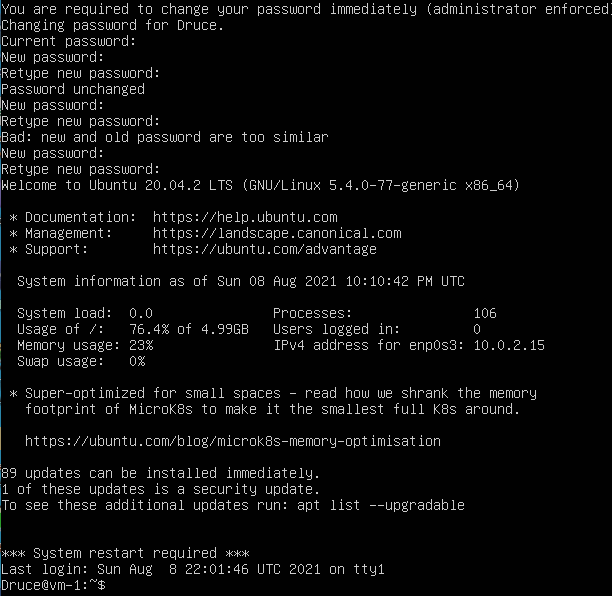 You are required to change your password immediately (administrator enforced)
Changing password for Druce.
Current password:
New password:
Retype new password:
Password unchanged
New password:
Retype new password:
Bad: new and old password are too similar
New password:
Retype new password:
Welcome to Ubuntu 20.04.2 LTS (GNU/Linux 5.4.0-77-generic x86_64)
* Documentation:  https://help.ubuntu.com
* Management:     https://landscape.canonical.com
* Support:        https://ubuntu.com/advantage
System information as of Sun 08 Aug 2021 10:10:42 PM UTC
System load:  0.0                Processes:               106
Usage of /:   76.4% of 4.99GB   Users logged in:         0
Memory usage: 23%                IPv4 address for enp0s3: 10.0.2.15
Swap usage:   0%
* Super-optimized for small spaces - read how we shrank the memory
footprint of MicroK8s to make it the smallest full K8s around.
https://ubuntu.com/blog/microk8s-memory-optimisation
89 updates can be installed immediately.
1 of these updates is a security update.
To see these additional updates run: apt list --upgradable
*** System restart required ***
Last login: Sun Aug  8 22:01:46 UTC 2021 on tty1
Druce@vm-1:~$